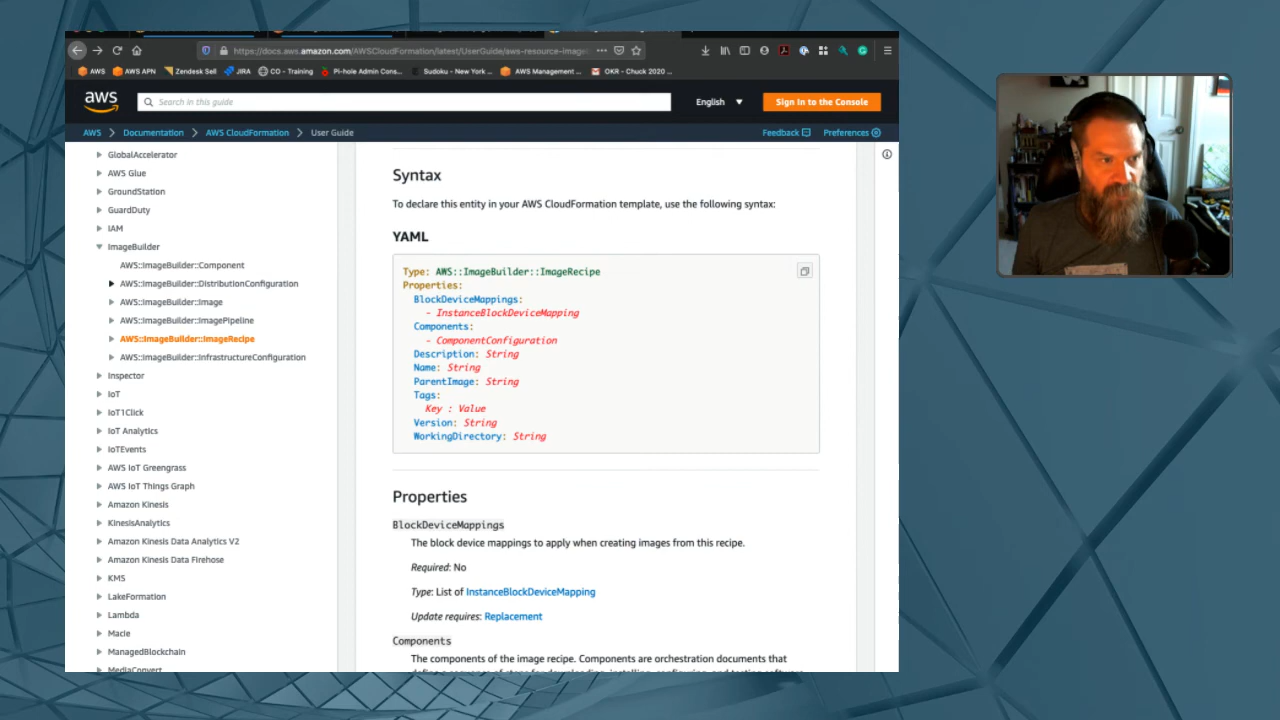 https://docs.aws.amazon.com/AWSCloudFormation/latest/UserGuide/aws-resource-image
AWS
AWS APN
Zendesk Sell
JIRA
CO - Training
Pi-hole Admin Cons...
Sudoku - New York ...
AWS Management ...
OKR - Chuck 2020 ...
aws
Search in this guide
English
Sign In to the Console
AWS
Documentation
AWS CloudFormation
User Guide
Feedback
Preferences
GlobalAccelerator
AWS Glue
GroundStation
GuardDuty
IAM
ImageBuilder
AWS::ImageBuilder::Component
AWS::ImageBuilder::DistributionConfiguration
AWS::ImageBuilder::Image
AWS::ImageBuilder::ImagePipeline
AWS::ImageBuilder::ImageRecipe
AWS::ImageBuilder::InfrastructureConfiguration
Inspector
IoT
IoT1Click
IoT Analytics
IoTEvents
AWS IoT Greengrass
AWS IoT Things Graph
Amazon Kinesis
KinesisAnalytics
Amazon Kinesis Data Analytics V2
Amazon Kinesis Data Firehose
KMS
LakeFormation
Lambda
Macie
ManagedBlockchain
MediaConvert
Syntax
To declare this entity in your AWS CloudFormation template, use the following syntax:
YAML
Type: AWS::ImageBuilder::ImageRecipe
Properties:
BlockDeviceMappings:
- InstanceBlockDeviceMapping
Components:
- ComponentConfiguration
Description: String
Name: String
ParentImage: String
Tags:
Key : Value
Version: String
WorkingDirectory: String
Properties
BlockDeviceMappings
The block device mappings to apply when creating images from this recipe.
Required: No
Type: List of InstanceBlockDeviceMapping
Update requires: Replacement
Components
The components of the image recipe. Components are orchestration documents that